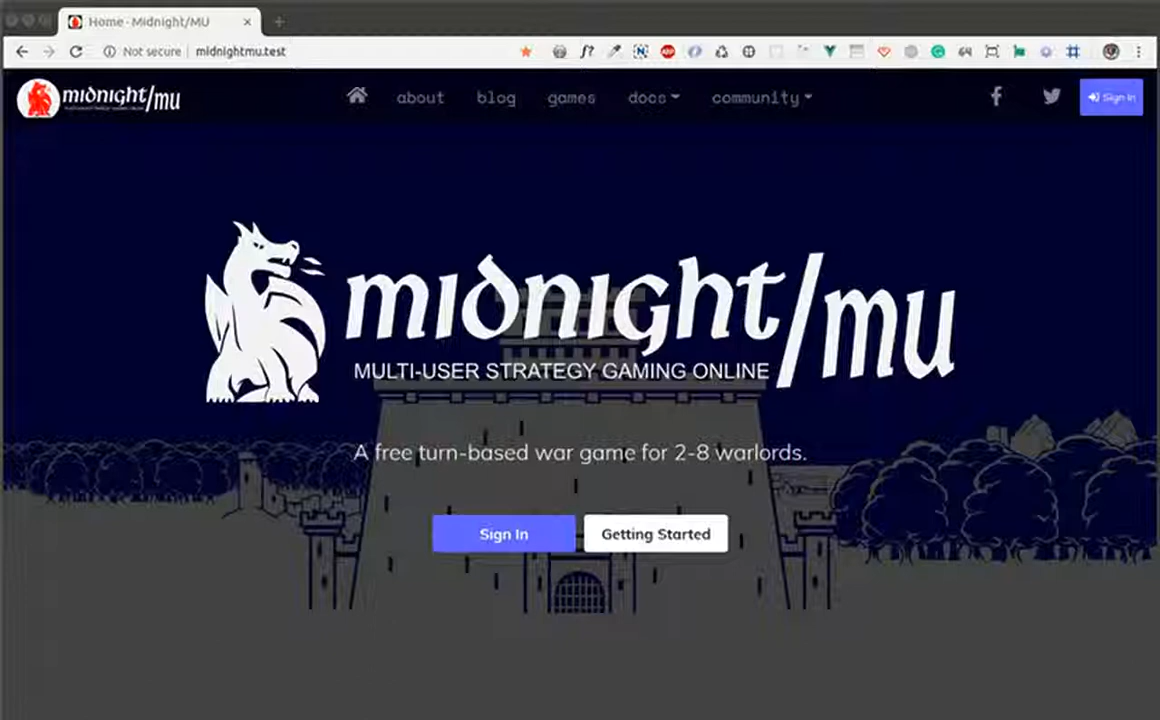 Home · Midnight/MU
Not secure | midnightmu.test
midnight/mu
about
blog
games
docs
community
Sign In
midnight/mu
MULTI-USER STRATEGY GAMING ONLINE
A free turn-based war game for 2-8 warlords.
Sign In
Getting Started